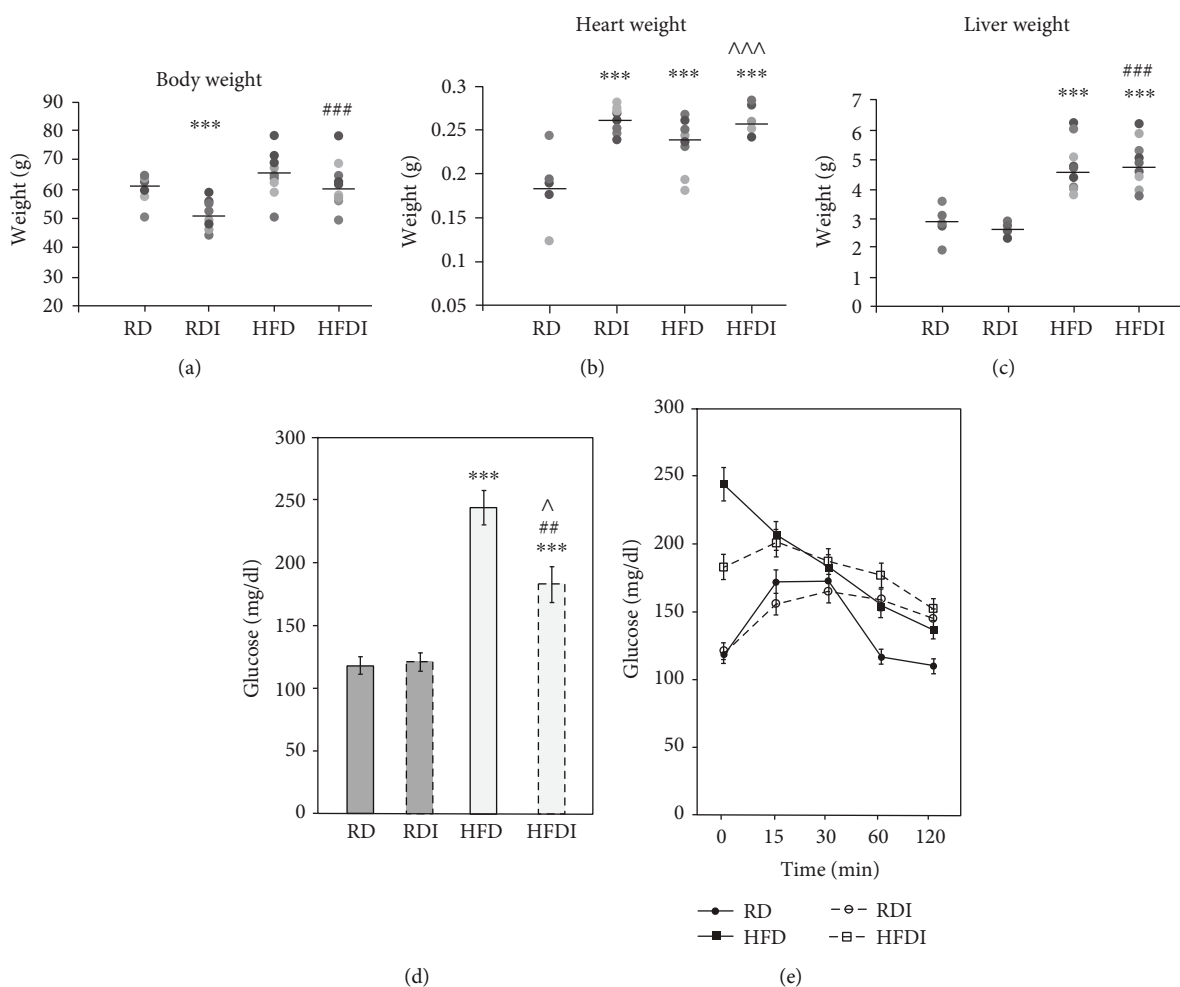 Body weight
Weight (g)
90
80
70
60
50
40
30
20
***
###
RD RDI HFD HFDI
(a)
Heart weight
Weight (g)
0.3
0.25
0.2
0.15
0.1
0.05
^^^
*** *** ***
RD RDI HFD HFDI
(b)
Liver weight
Weight (g)
7
6
5
4
3
2
1
0
###
*** ***
RD RDI HFD HFDI
(c)
Glucose (mg/dl)
300
250
200
150
100
50
0
***
^
##
***
RD RDI HFD HFDI
(d)
Glucose (mg/dl)
300
250
200
150
100
50
0
0 15 30 60 120
Time (min)
RD RDI
HFD HFDI
(e)